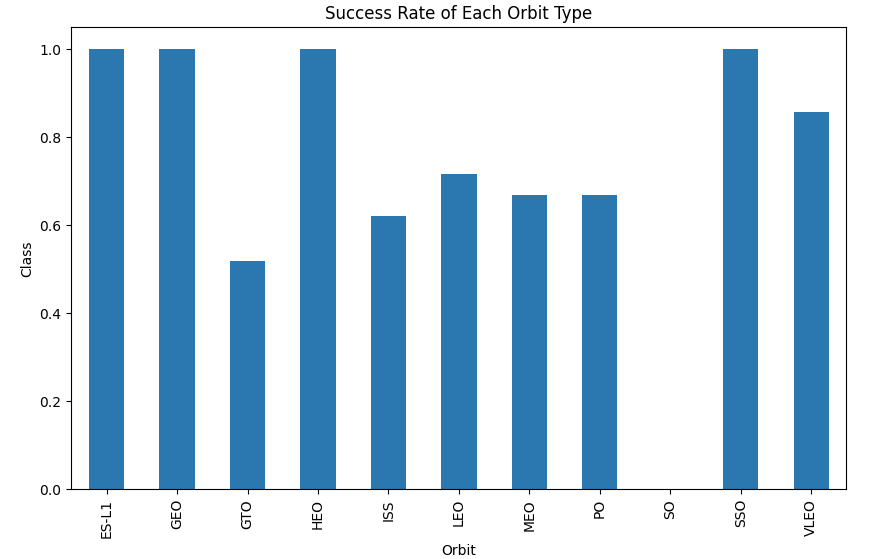 Success Rate of Each Orbit Type
1.0
0.8
0.6
0.4
0.2
0.0
Class
ES-L1
GEO
GTO
HEO
ISS
LEO
MEO
PO
SO
SSO
VLEO
Orbit